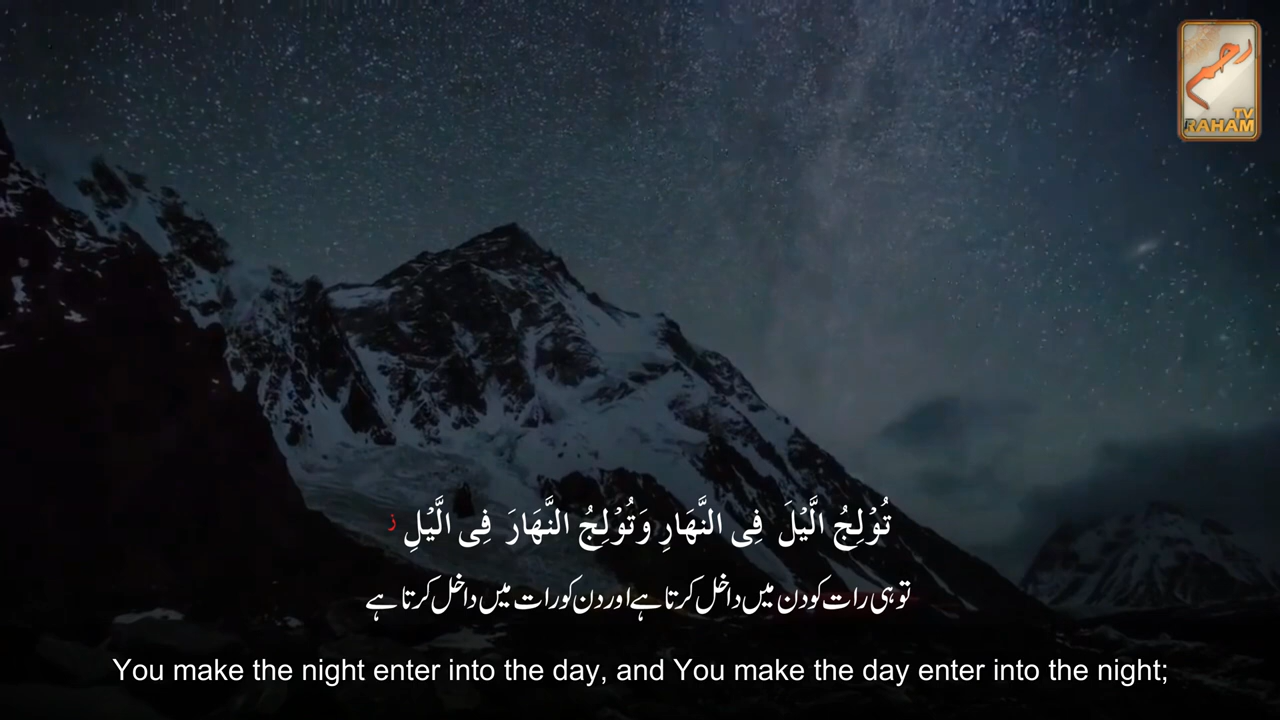 رحم
TV
RAHAM
تُوۡلِجُ الَّیۡلَ فِی النَّهَارِ وَتُوۡلِجُ النَّهَارَ فِی الَّیۡلِ ز
تو ہی رات کو دن میں داخل کرتا ہے اور دن کو رات میں داخل کرتا ہے
You make the night enter into the day, and You make the day enter into the night;